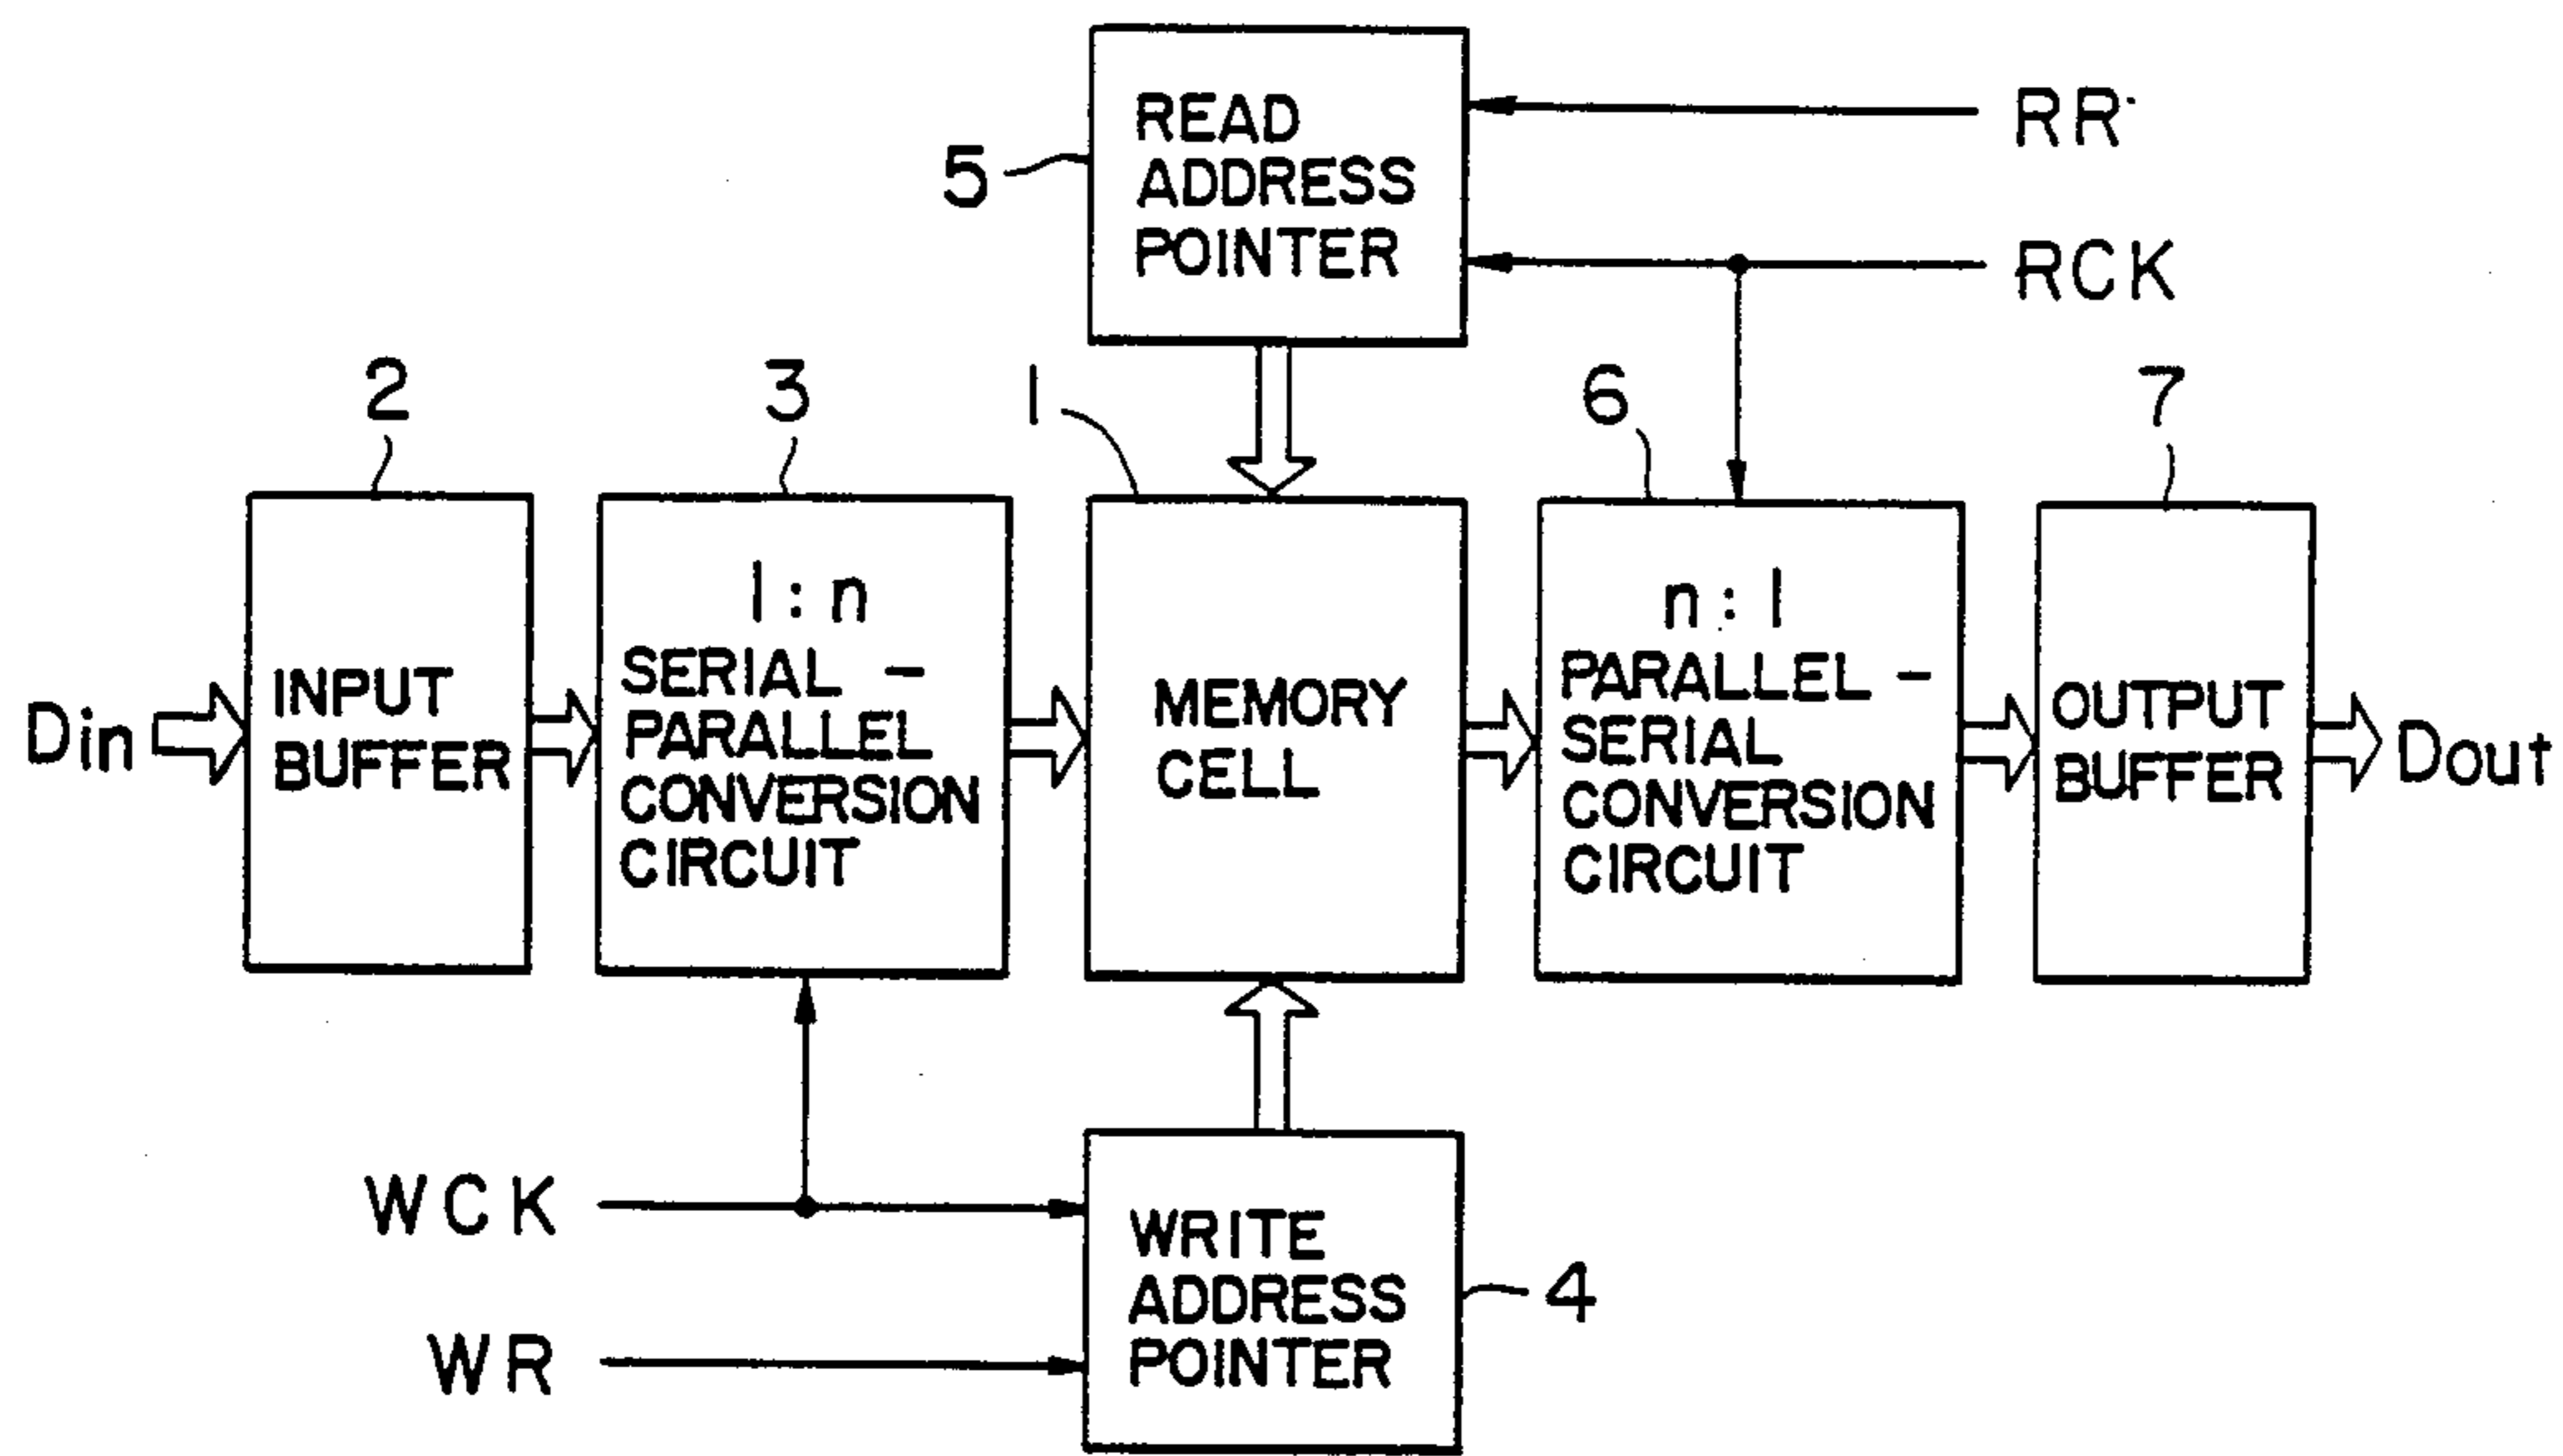 READ
ADDRESS
POINTER
5
RR
RCK
2
3
1
6
7
Din
INPUT
BUFFER
1:n
SERIAL -
PARALLEL
CONVERSION
CIRCUIT
MEMORY
CELL
n:1
PARALLEL -
SERIAL
CONVERSION
CIRCUIT
OUTPUT
BUFFER
Dout
WCK
WR
WRITE
ADDRESS
POINTER
4